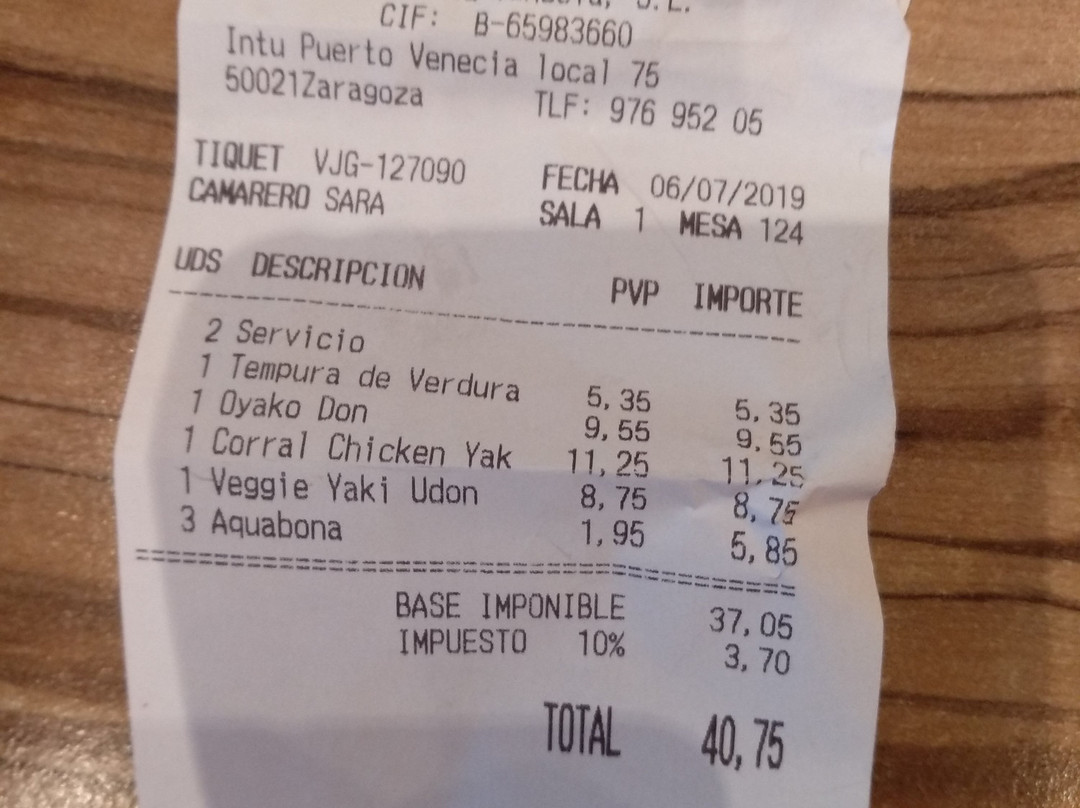 S.L.
CIF: B-65983660
Intu Puerto Venecia local 75
50021Zaragoza TLF: 976 952 05
TIQUET VJG-127090 FECHA 06/07/2019
CAMARERO SARA SALA 1 MESA 124
UDS DESCRIPCION PVP IMPORTE
2 Servicio
1 Tempura de Verdura 5,35 5,35
1 Oyako Don 9,55 9,55
1 Corral Chicken Yak 11,25 11,25
1 Veggie Yaki Udon 8,75 8,75
3 Aquabona 1,95 5,85
BASE IMPONIBLE 37,05
IMPUESTO 10% 3,70
TOTAL 40,75